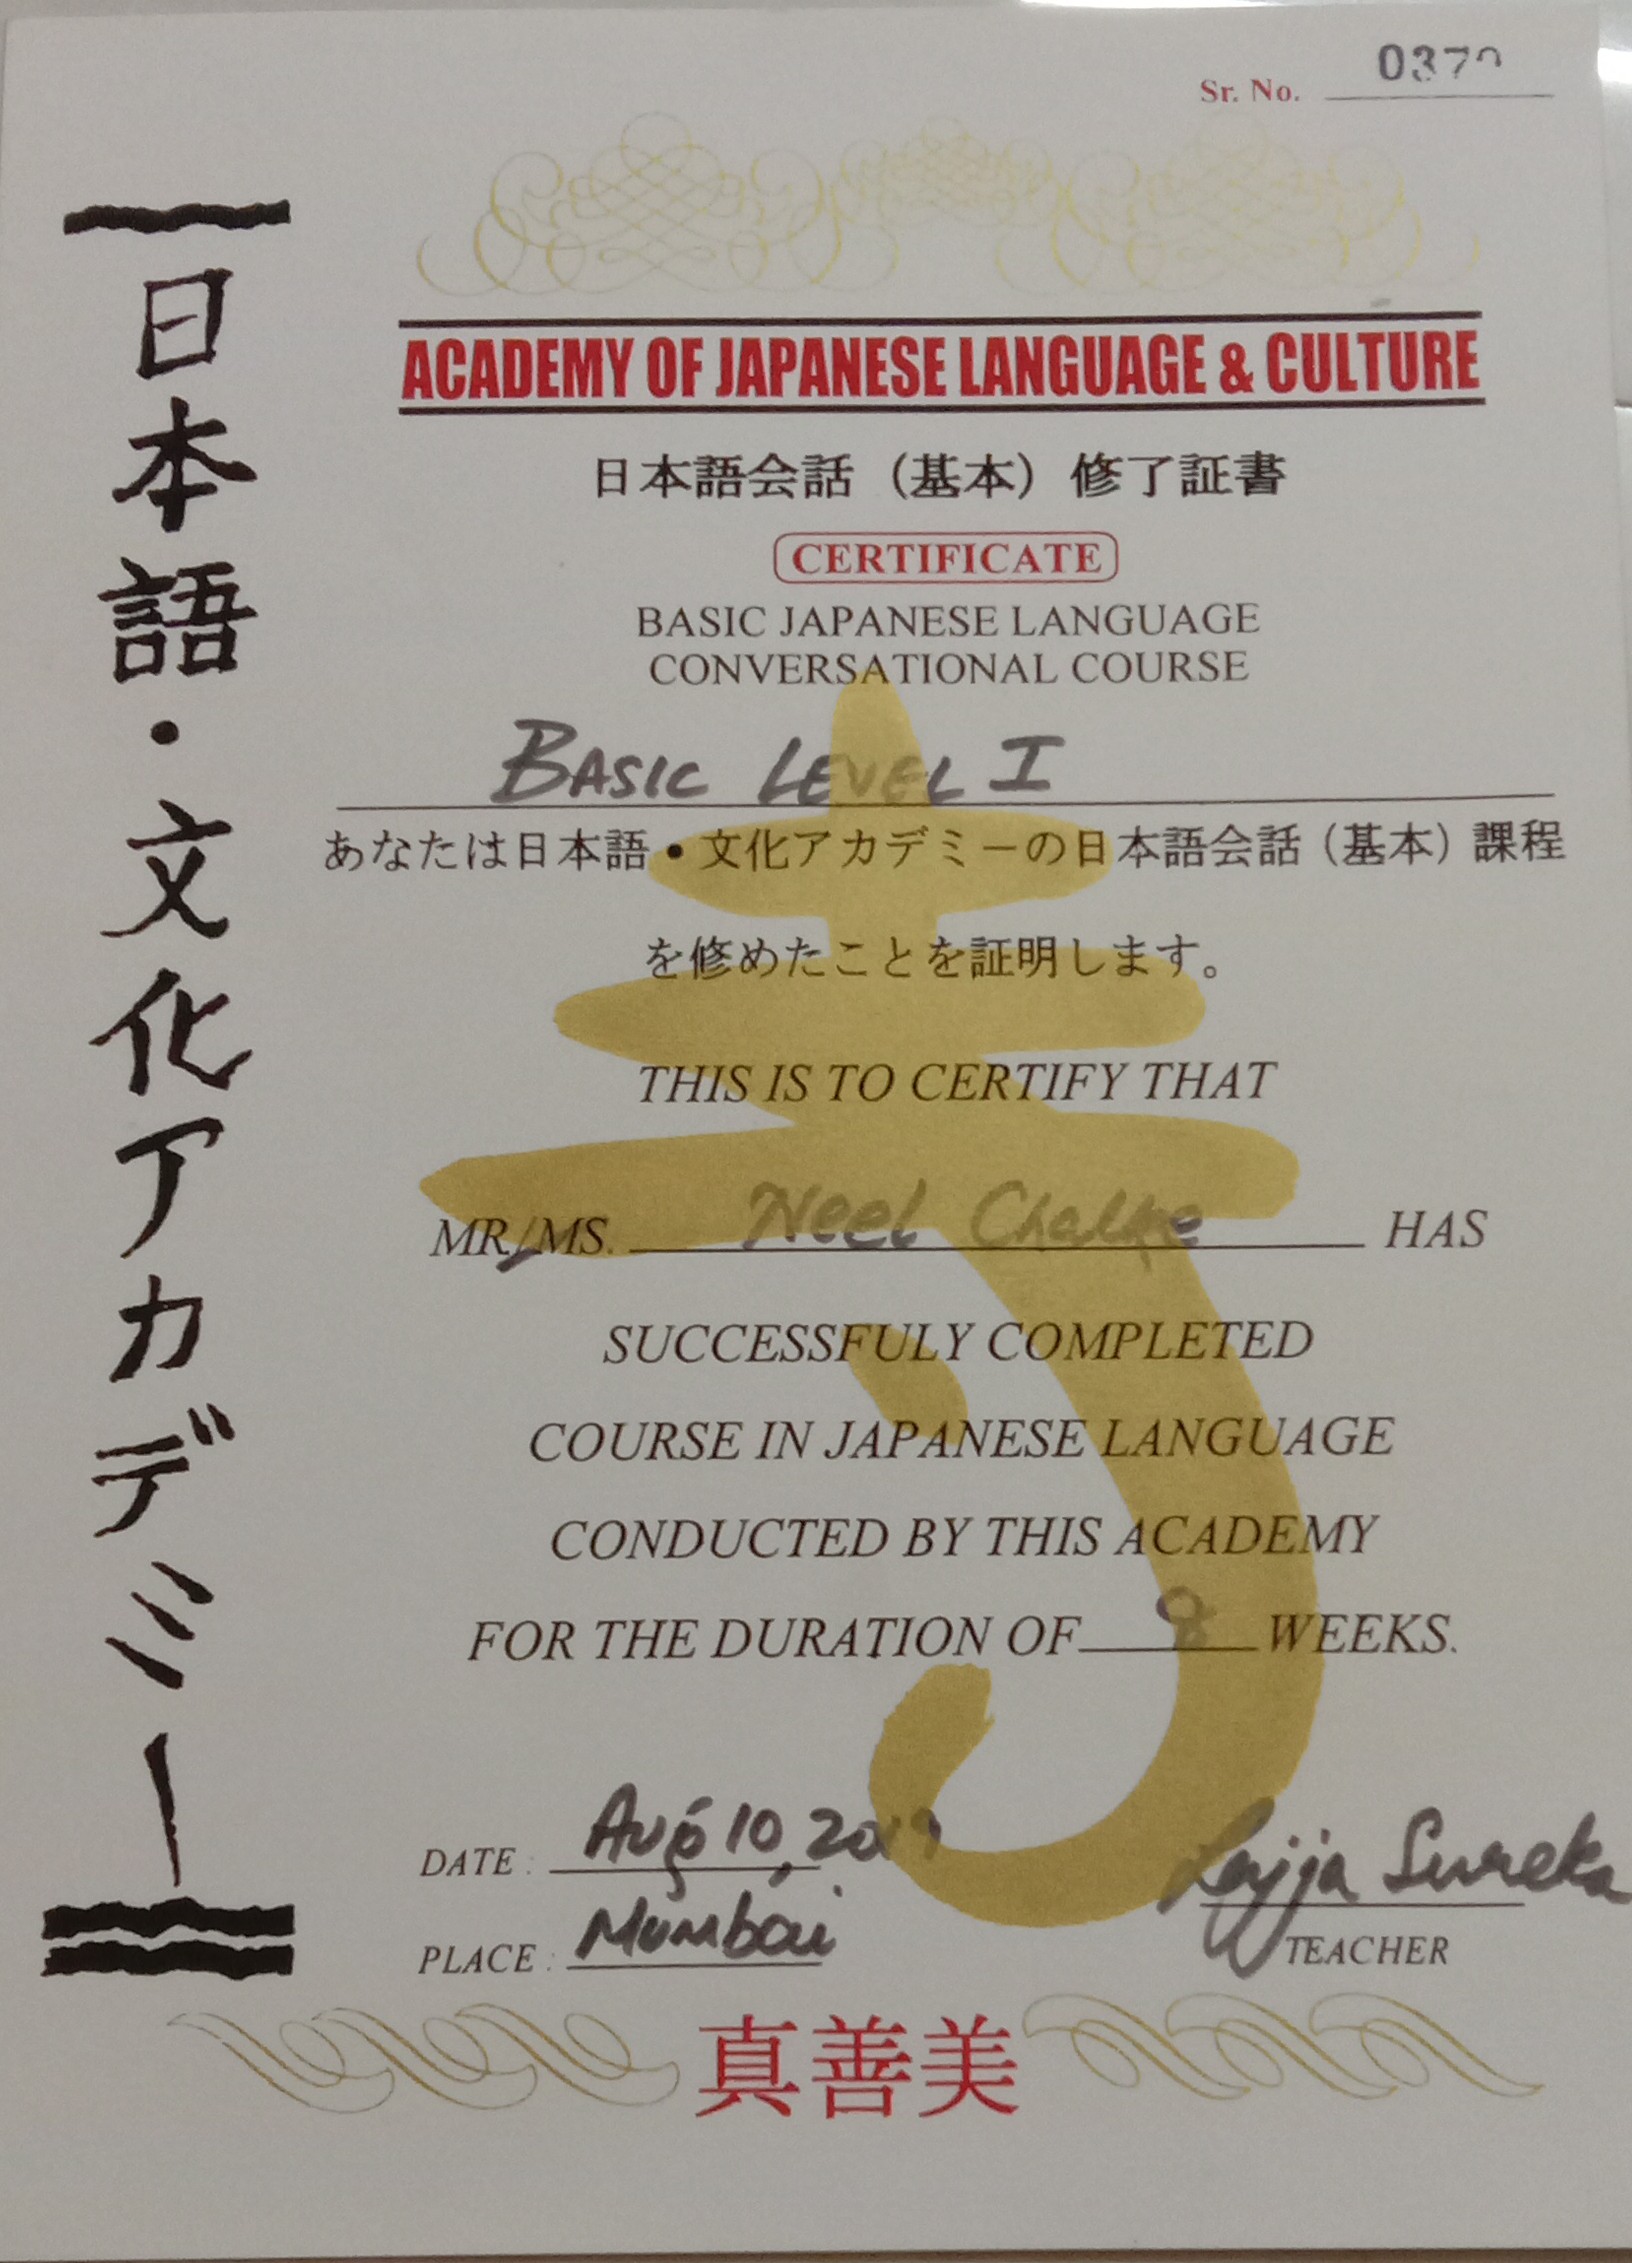 Sr. No.
日本語・文化アカデミー
ACADEMY OF JAPANESE LANGUAGE & CULTURE
日本語会話（基本）修了証書
CERTIFICATE
BASIC JAPANESE LANGUAGE
CONVERSATIONAL COURSE
BASIC LEVEL I
あなたは日本語・文化アカデミーの日本語会話（基本）課程
を修めたことを証明します。
THIS IS TO CERTIFY THAT
MR/MS. Neel HAS
SUCCESSFULY COMPLETED
COURSE IN JAPANESE LANGUAGE
CONDUCTED BY THIS ACADEMY
FOR THE DURATION OF 8 WEEKS.
DATE : Aug 10, 2019
PLACE : Mumbai
Lajja Sureka
TEACHER
寿
真善美